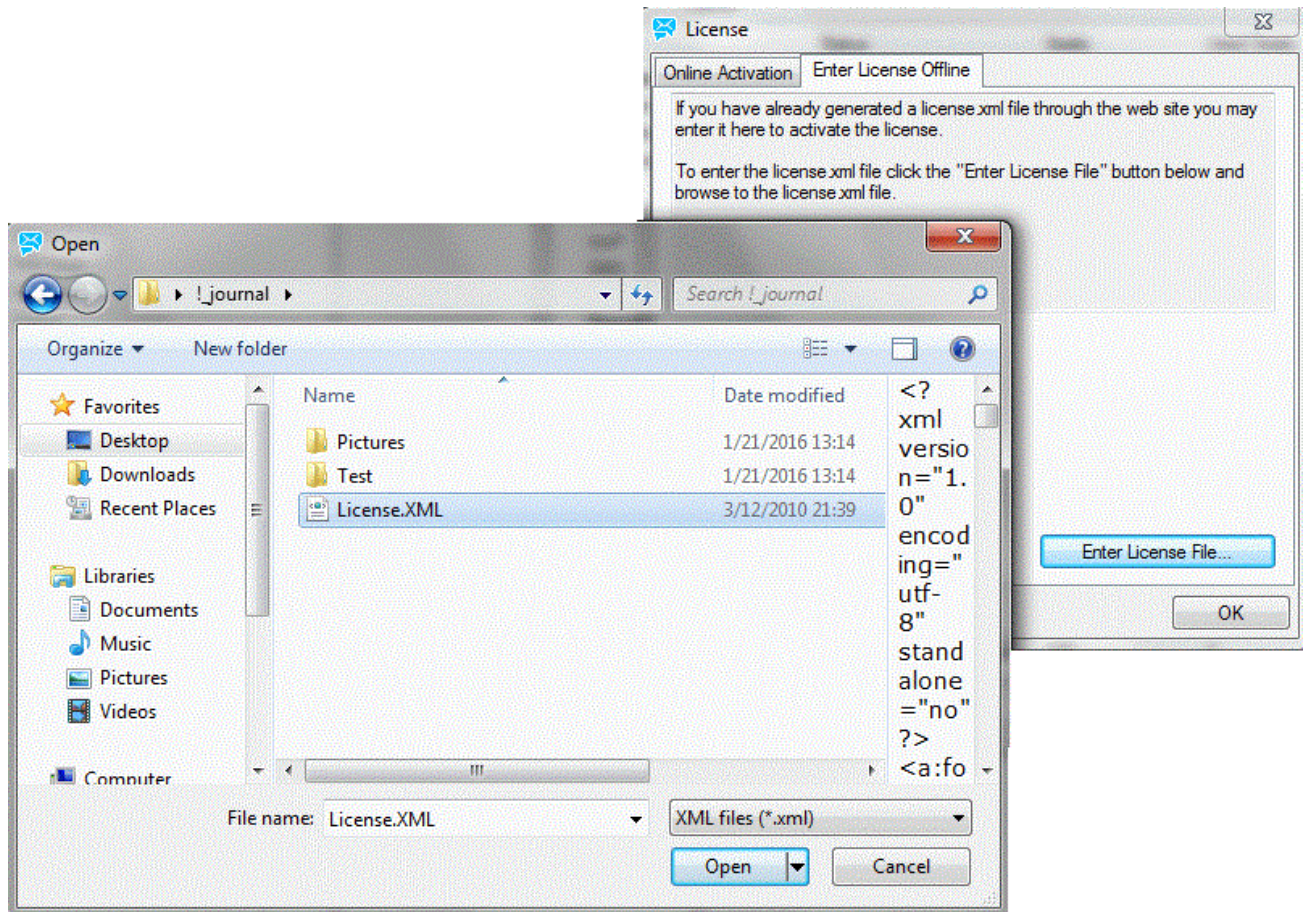 License
Online Activation
Enter License Offline
If you have already generated a license.xml file through the web site you may
enter it here to activate the license.
To enter the license.xml file click the "Enter License File" button below and
browse to the license.xml file.
Enter License File...
OK
Open
!_journal
Search !_journal
Organize
New folder
Favorites
Desktop
Downloads
Recent Places
Libraries
Documents
Music
Pictures
Videos
Computer
Name
Date modified
Pictures
1/21/2016 13:14
Test
1/21/2016 13:14
License.XML
3/12/2010 21:39
<?
xml
versio
n="1.
0"
encod
ing="
utf-
8"
stand
alone
="no"
?>
<a:fo
File name:
License.XML
XML files (*.xml)
Open
Cancel